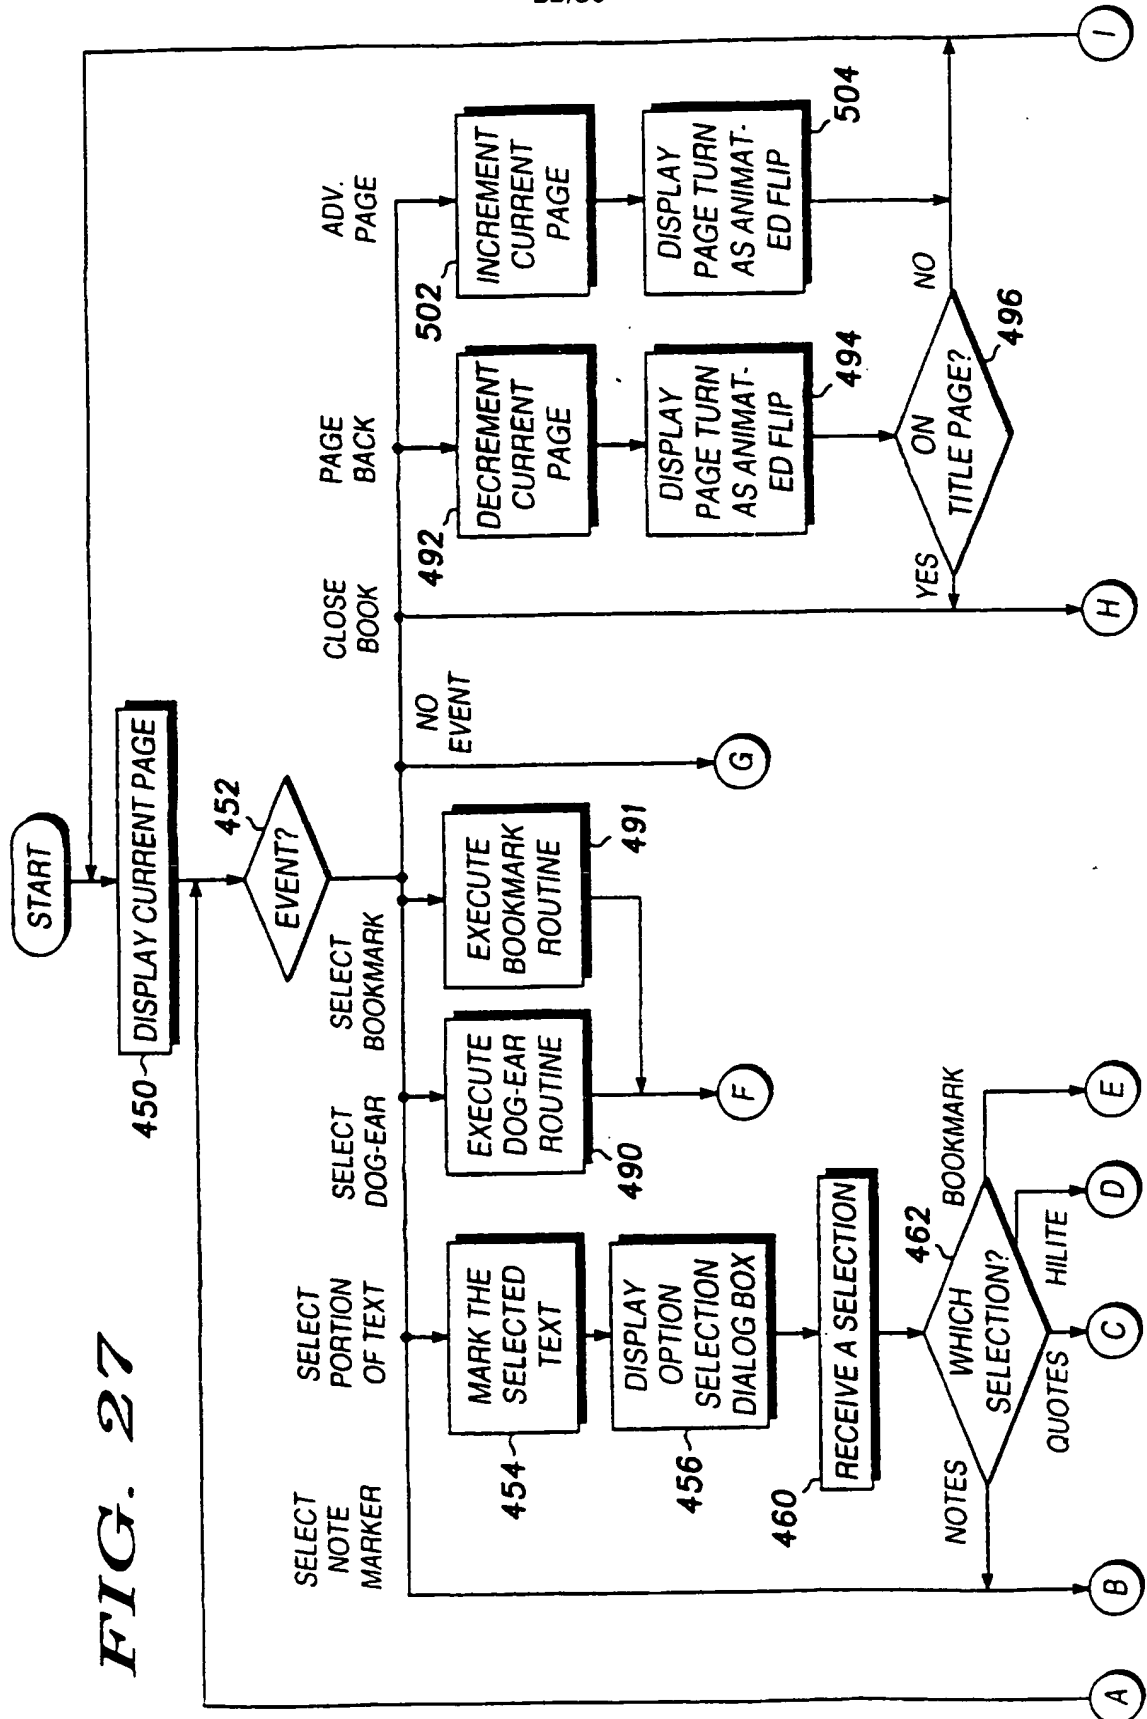 FIG. 27
START
450
DISPLAY CURRENT PAGE
452
EVENT?
SELECT
NOTE
MARKER
SELECT
PORTION
OF TEXT
SELECT
DOG-EAR
SELECT
BOOKMARK
NO
EVENT
CLOSE
BOOK
PAGE
BACK
ADV.
PAGE
454
MARK THE
SELECTED
TEXT
490
EXECUTE
DOG-EAR
ROUTINE
491
EXECUTE
BOOKMARK
ROUTINE
492
DECREMENT
CURRENT
PAGE
502
INCREMENT
CURRENT
PAGE
456
DISPLAY
OPTION
SELECTION
DIALOG BOX
494
DISPLAY
PAGE TURN
AS ANIMAT-
ED FLIP
504
DISPLAY
PAGE TURN
AS ANIMAT-
ED FLIP
460
RECEIVE A SELECTION
462
WHICH
SELECTION?
NOTES
QUOTES
HILITE
BOOKMARK
496
ON
TITLE PAGE?
YES
NO
A
B
C
D
E
F
G
H
I